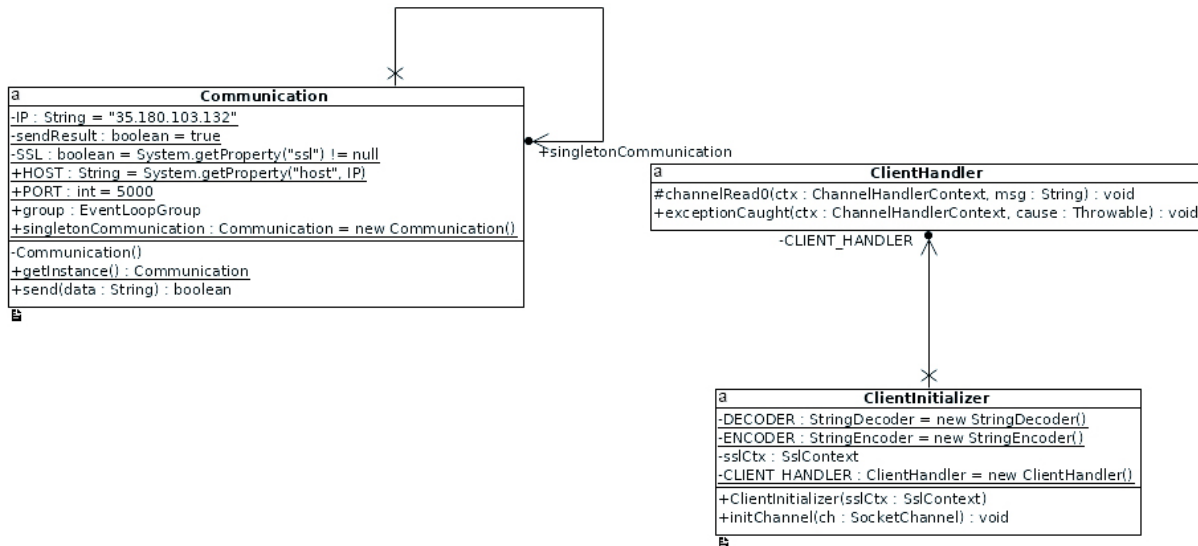 a
Communication
-IP : String = "35.180.103.132"
-sendResult : boolean = true
-SSL : boolean = System.getProperty("ssl") != null
+HOST : String = System.getProperty("host", IP)
+PORT : int = 5000
+group : EventLoopGroup
+singletonCommunication : Communication = new Communication()
-Communication()
+getInstance() : Communication
+send(data : String) : boolean
+singletonCommunication
a
ClientHandler
#channelRead0(ctx : ChannelHandlerContext, msg : String) : void
+exceptionCaught(ctx : ChannelHandlerContext, cause : Throwable) : void
-CLIENT_HANDLER
a
ClientInitializer
-DECODER : StringDecoder = new StringDecoder()
-ENCODER : StringEncoder = new StringEncoder()
-sslCtx : SslContext
-CLIENT_HANDLER : ClientHandler = new ClientHandler()
+ClientInitializer(sslCtx : SslContext)
+initChannel(ch : SocketChannel) : void